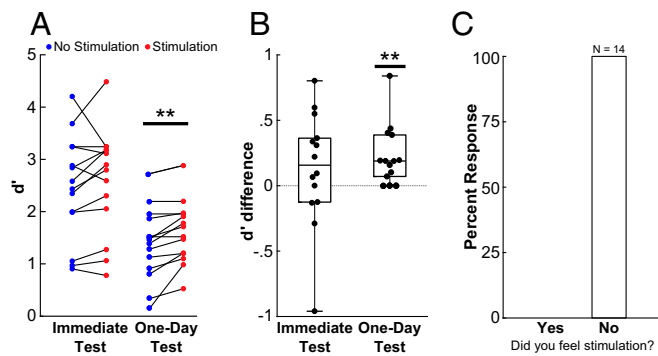 A
No Stimulation Stimulation
5
4
3
2
1
0
d'
**
Immediate Test
One-Day Test
B
1
.5
0
-.5
-1
d' difference
**
Immediate Test
One-Day Test
C
N = 14
100
75
50
25
0
Percent Response
Yes No
Did you feel stimulation?